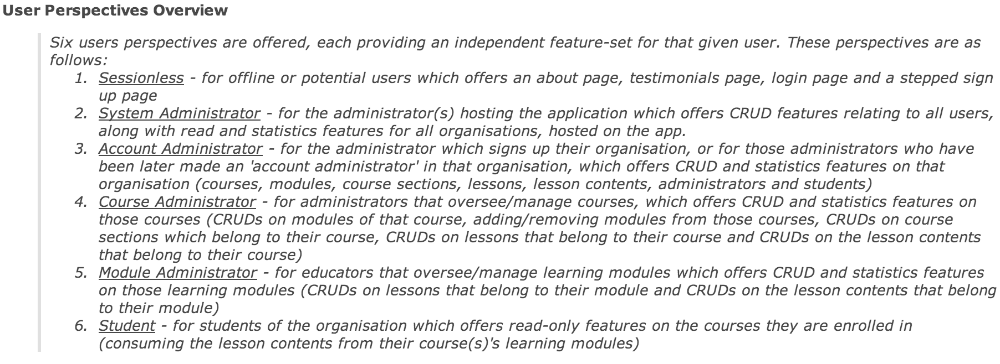 User Perspectives Overview
Six users perspectives are offered, each providing an independent feature-set for that given user. These perspectives are as
follows:
1. Sessionless - for offline or potential users which offers an about page, testimonials page, login page and a stepped sign
up page
2. System Administrator - for the administrator(s) hosting the application which offers CRUD features relating to all users,
along with read and statistics features for all organisations, hosted on the app.
3. Account Administrator - for the administrator which signs up their organisation, or for those administrators who have
been later made an 'account administrator' in that organisation, which offers CRUD and statistics features on that
organisation (courses, modules, course sections, lessons, lesson contents, administrators and students)
4. Course Administrator - for administrators that oversee/manage courses, which offers CRUD and statistics features on
those courses (CRUDs on modules of that course, adding/removing modules from those courses, CRUDs on course
sections which belong to their course, CRUDs on lessons that belong to their course and CRUDs on the lesson contents
that belong to their course)
5. Module Administrator - for educators that oversee/manage learning modules which offers CRUD and statistics features
on those learning modules (CRUDs on lessons that belong to their module and CRUDs on the lesson contents that belong
to their module)
6. Student - for students of the organisation which offers read-only features on the courses they are enrolled in
(consuming the lesson contents from their course(s)'s learning modules)